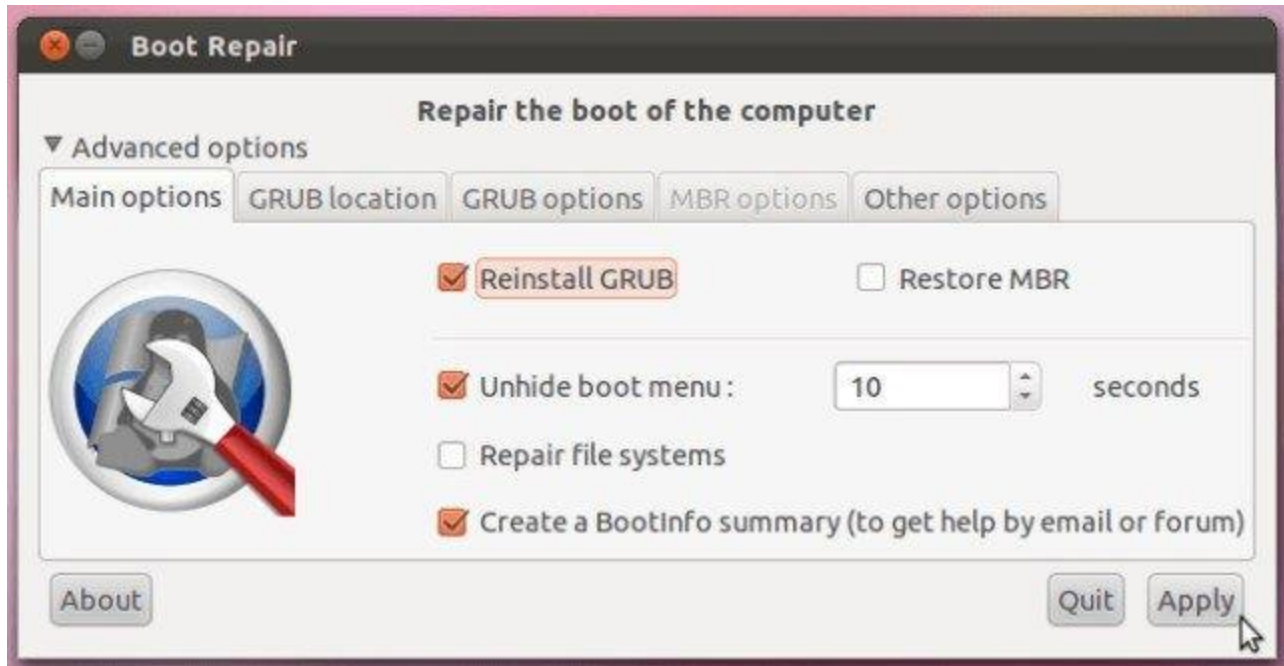 Boot Repair
Repair the boot of the computer
Advanced options
Main options GRUB location GRUB options MBR options Other options
Reinstall GRUB Restore MBR
Unhide boot menu : 10 seconds
Repair file systems
Create a BootInfo summary (to get help by email or forum)
About Quit Apply